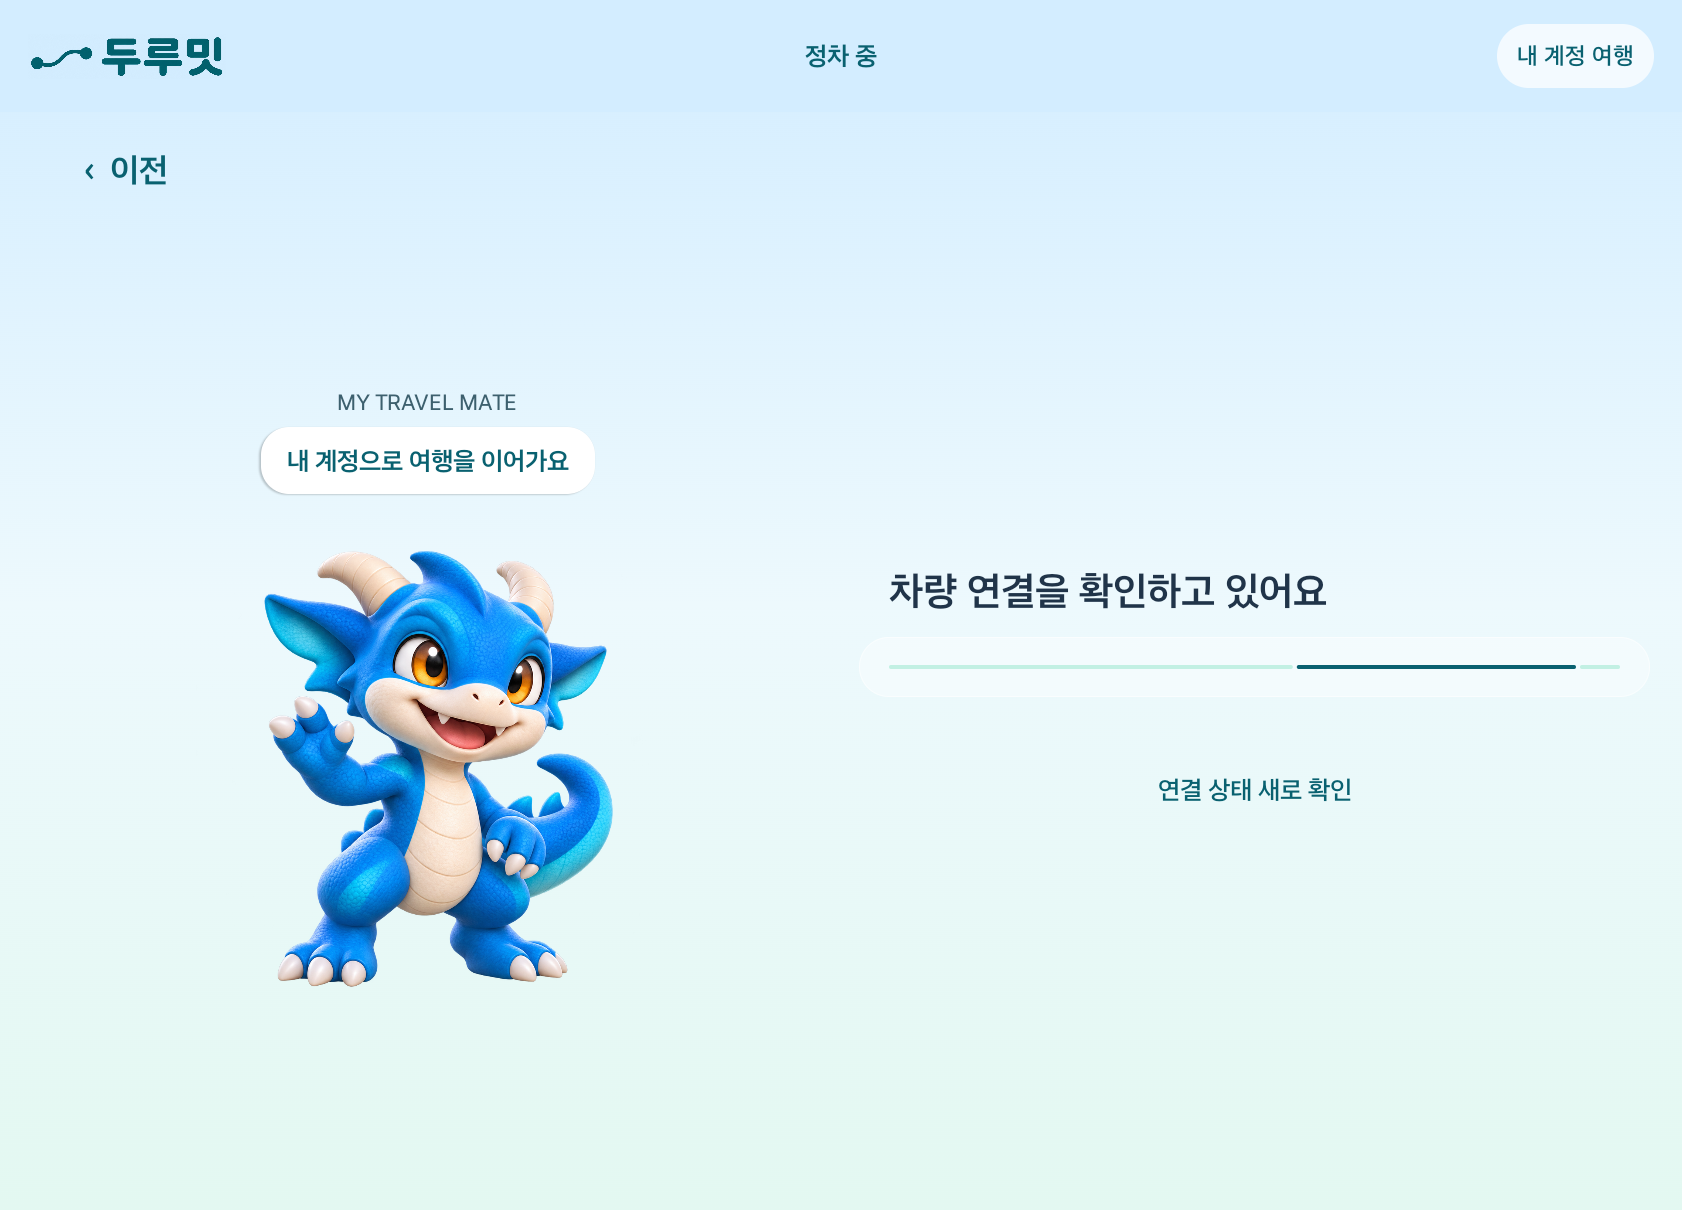 두루밋
정차 중
내 계정 여행
‹ 이전
MY TRAVEL MATE
내 계정으로 여행을 이어가요
차량 연결을 확인하고 있어요
연결 상태 새로 확인